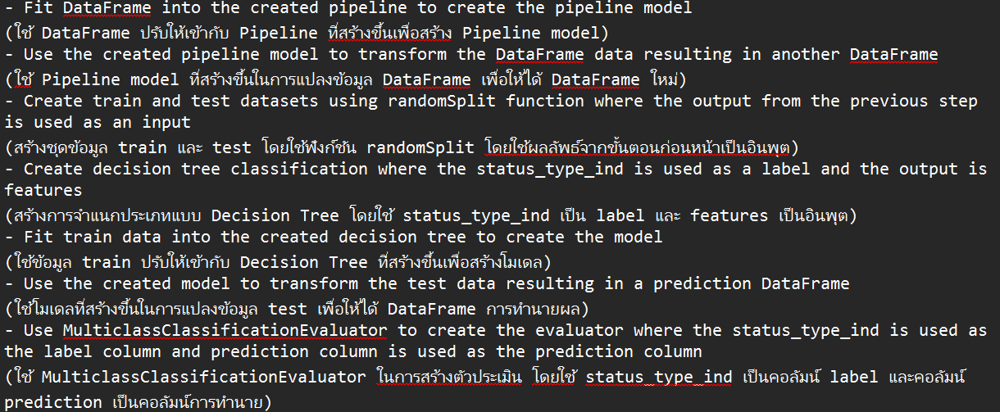 - Fit DataFrame into the created pipeline to create the pipeline model
(ใช้ DataFrame ปรับให้เข้ากับ Pipeline ที่สร้างขึ้นเพื่อสร้าง Pipeline model)
- Use the created pipeline model to transform the DataFrame data resulting in another DataFrame
(ใช้ Pipeline model ที่สร้างขึ้นในการแปลงข้อมูล DataFrame เพื่อให้ได้ DataFrame ใหม่)
- Create train and test datasets using randomSplit function where the output from the previous step
is used as an input
(สร้างชุดข้อมูล train และ test โดยใช้ฟังก์ชัน randomSplit โดยใช้ผลลัพธ์จากขั้นตอนก่อนหน้าเป็นอินพุต)
- Create decision tree classification where the status_type_ind is used as a label and the output is
features
(สร้างการจำแนกประเภทแบบ Decision Tree โดยใช้ status_type_ind เป็น label และ features เป็นอินพุต)
- Fit train data into the created decision tree to create the model
(ใช้ข้อมูล train ปรับให้เข้ากับ Decision Tree ที่สร้างขึ้นเพื่อสร้างโมเดล)
- Use the created model to transform the test data resulting in a prediction DataFrame
(ใช้โมเดลที่สร้างขึ้นในการแปลงข้อมูล test เพื่อให้ได้ DataFrame การทำนายผล)
- Use MulticlassClassificationEvaluator to create the evaluator where the status_type_ind is used as
the label column and prediction column is used as the prediction column
(ใช้ MulticlassClassificationEvaluator ในการสร้างตัวประเมิน โดยใช้ status_type_ind เป็นคอลัมน์ label และคอลัมน์
prediction เป็นคอลัมน์การทำนาย)